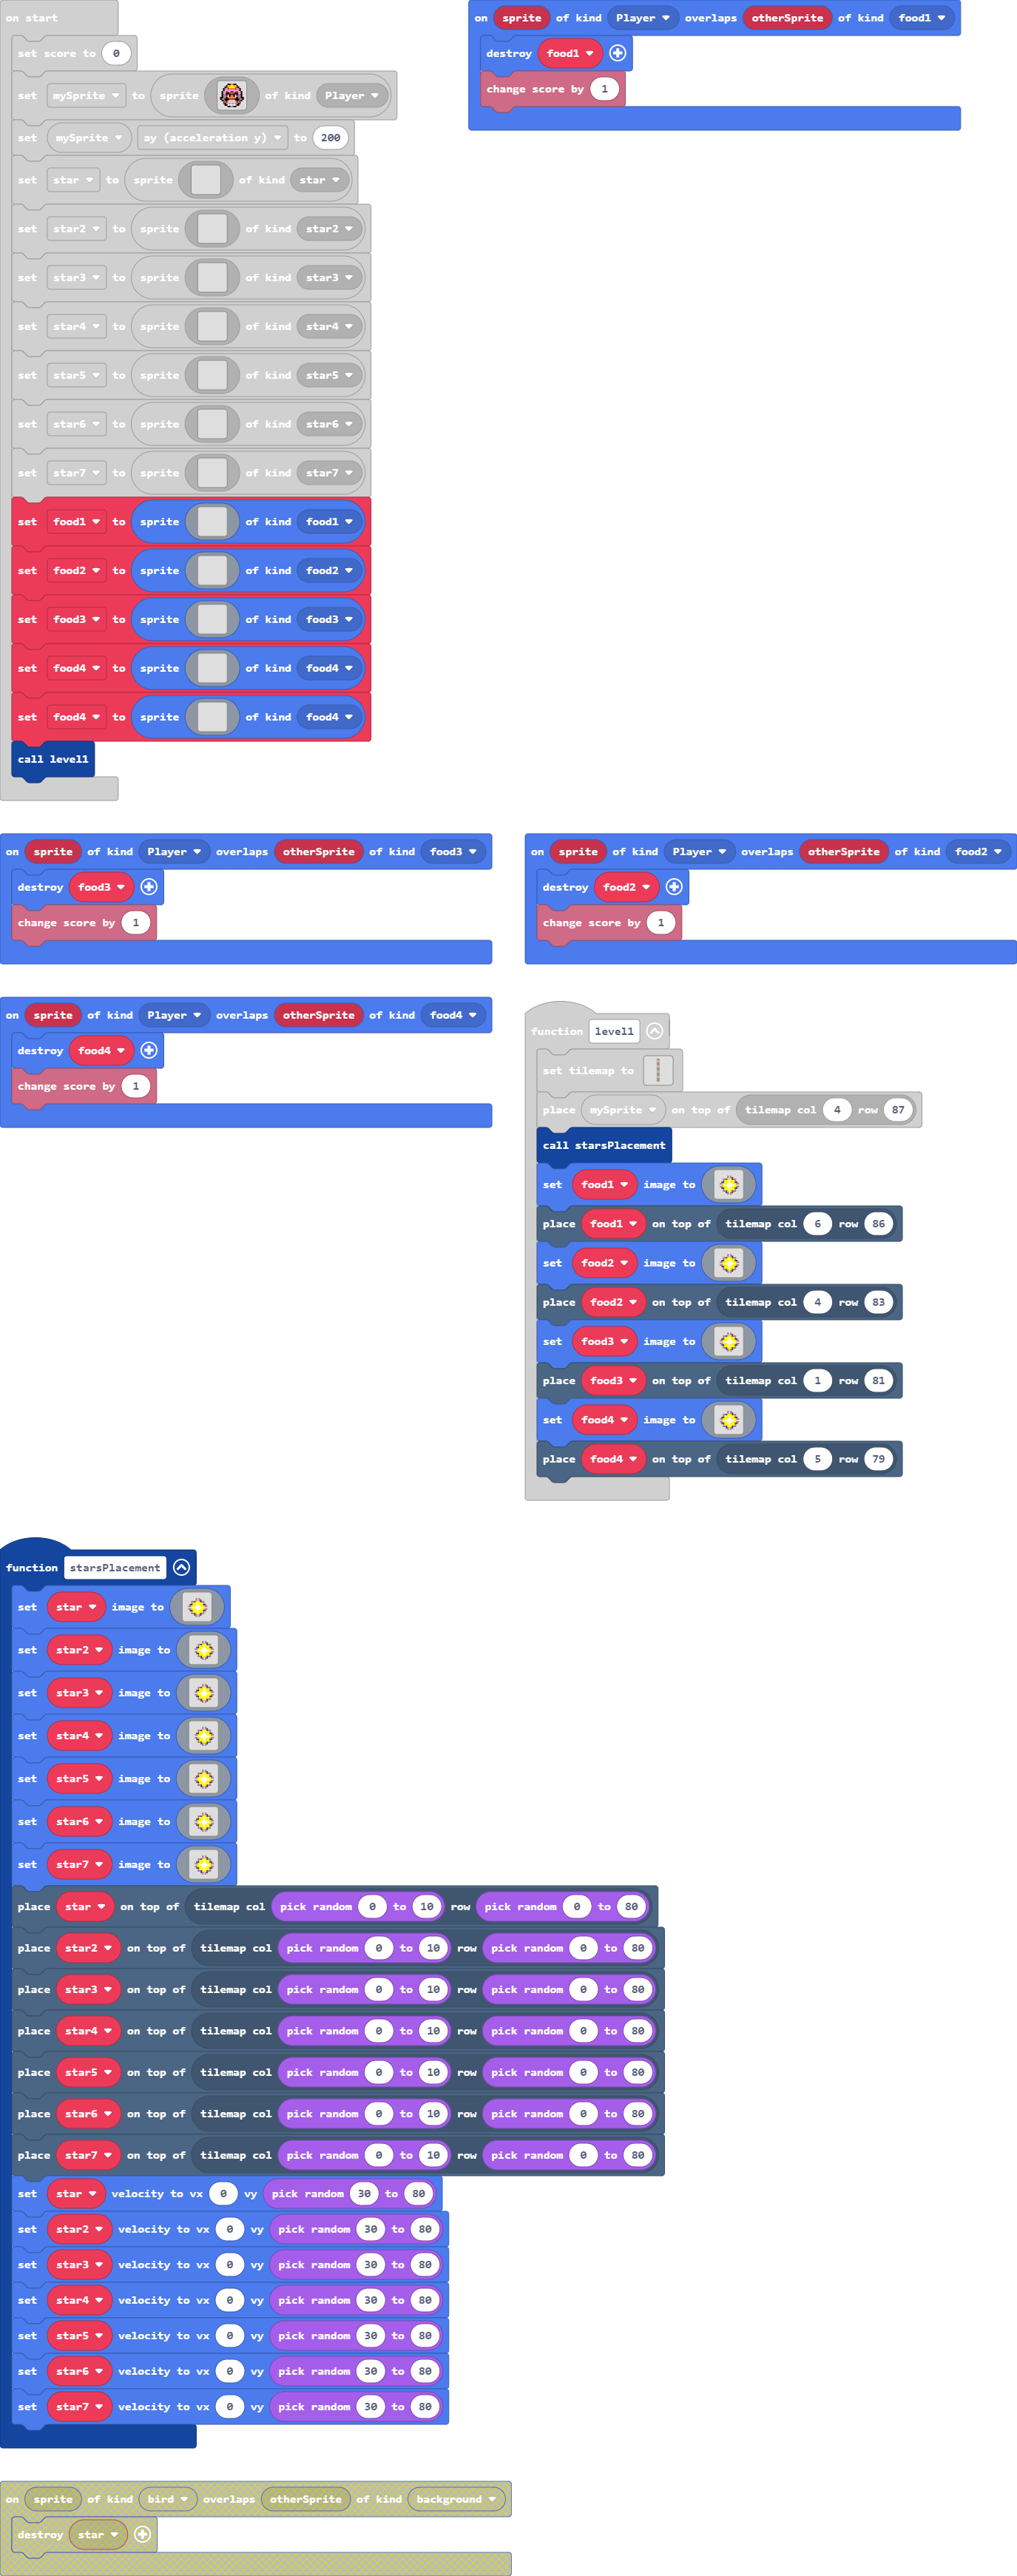 on start
set score to 0
set mySprite to sprite of kind Player
set mySprite ay (acceleration y) to 200
set star to sprite of kind star
set star2 to sprite of kind star2
set star3 to sprite of kind star3
set star4 to sprite of kind star4
set star5 to sprite of kind star5
set star6 to sprite of kind star6
set star7 to sprite of kind star7
set food1 to sprite of kind food1
set food2 to sprite of kind food2
set food3 to sprite of kind food3
set food4 to sprite of kind food4
set food4 to sprite of kind food4
call level1
on sprite of kind Player overlaps otherSprite of kind food1
destroy food1
change score by 1
on sprite of kind Player overlaps otherSprite of kind food3
destroy food3
change score by 1
on sprite of kind Player overlaps otherSprite of kind food2
destroy food2
change score by 1
on sprite of kind Player overlaps otherSprite of kind food4
destroy food4
change score by 1
function level1
set tilemap to
place mySprite on top of tilemap col 4 row 87
call starsPlacement
set food1 image to
place food1 on top of tilemap col 6 row 86
set food2 image to
place food2 on top of tilemap col 4 row 83
set food3 image to
place food3 on top of tilemap col 1 row 81
set food4 image to
place food4 on top of tilemap col 5 row 79
function starsPlacement
set star image to
set star2 image to
set star3 image to
set star4 image to
set star5 image to
set star6 image to
set star7 image to
place star on top of tilemap col pick random 0 to 10 row pick random 0 to 80
place star2 on top of tilemap col pick random 0 to 10 row pick random 0 to 80
place star3 on top of tilemap col pick random 0 to 10 row pick random 0 to 80
place star4 on top of tilemap col pick random 0 to 10 row pick random 0 to 80
place star5 on top of tilemap col pick random 0 to 10 row pick random 0 to 80
place star6 on top of tilemap col pick random 0 to 10 row pick random 0 to 80
place star7 on top of tilemap col pick random 0 to 10 row pick random 0 to 80
set star velocity to vx 0 vy pick random 30 to 80
set star2 velocity to vx 0 vy pick random 30 to 80
set star3 velocity to vx 0 vy pick random 30 to 80
set star4 velocity to vx 0 vy pick random 30 to 80
set star5 velocity to vx 0 vy pick random 30 to 80
set star6 velocity to vx 0 vy pick random 30 to 80
set star7 velocity to vx 0 vy pick random 30 to 80
on sprite of kind bird overlaps otherSprite of kind background
destroy star